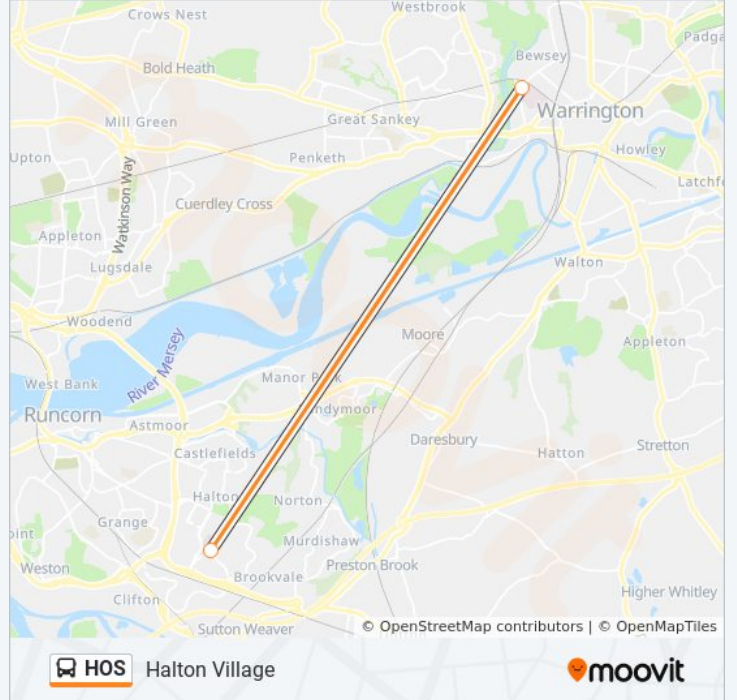 Crows Nest
Westbrook
Padga
Bewsey
Bold Heath
Warrington
Mill Green
Great Sankey
Howley
Upton
Penketh
Latchf
Watkinson Way
Cuerdley Cross
Appleton
Lugsdale
Walton
Woodend
Moore
Appleton
River Mersey
Manor P rk
West Bank
Runcorn
ndymoor
Astmoor
Daresbury
Stretton
Castlefields
Hatton
Halton
Norton
Grange
oint
Murdishaw
Weston
Preston Brook
Brookvale
Clifton
Higher Whitley
Sutton Weaver
© OpenStreetMap contributors | © OpenMapTiles
HOS Halton Village
moovit